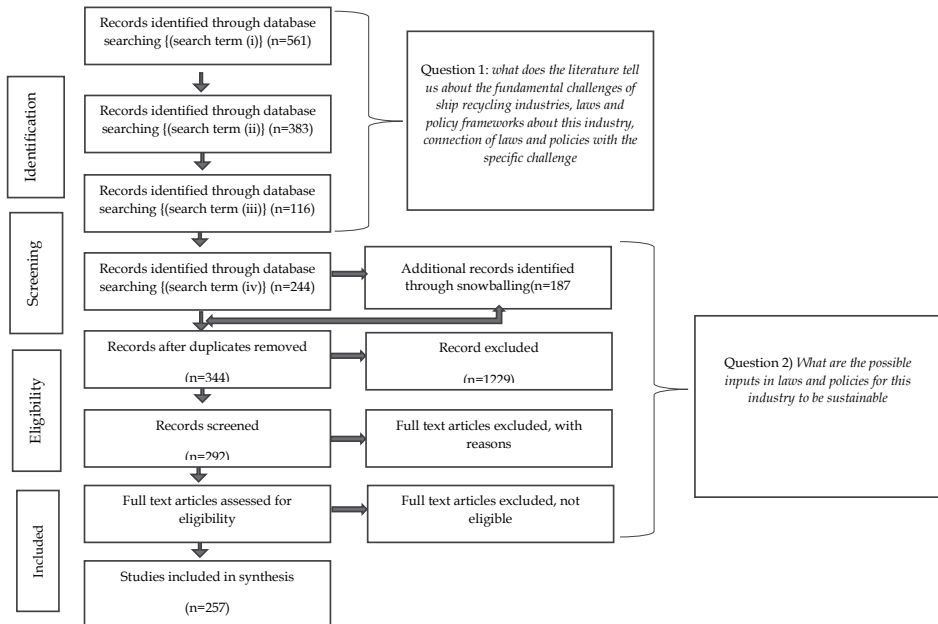 Records identified through database
searching {(search term (i)} (n=561)
Question 1: what does the literature tell
us about the fundamental challenges of
ship recycling industries, laws and
policy frameworks about this industry,
connection of laws and policies with the
specific challenge
Identification
Records identified through database
searching {(search term (ii)} (n=383)
Records identified through database
searching {(search term (iii)} (n=116)
Screening
Records identified through database
searching {(search term (iv)} (n=244)
Additional records identified
through snowballing(n=187
Records after duplicates removed
(n=344)
Record excluded
(n=1229)
Question 2) What are the possible
inputs in laws and policies for this
industry to be sustainable
Eligibility
Records screened
(n=292)
Full text articles excluded, with
reasons
Full text articles assessed for
eligibility
Full text articles excluded, not
eligible
Included
Studies included in synthesis
(n=257)